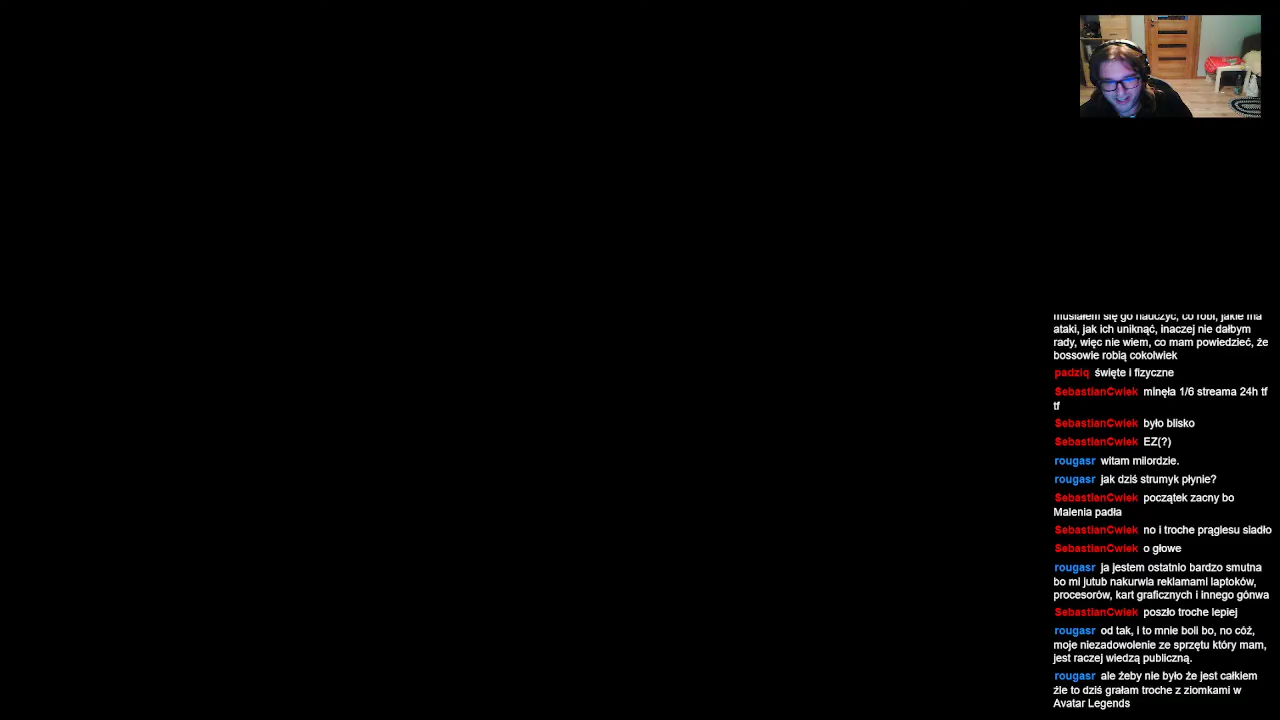 musiałem się go nauczyć, co robi, jakie ma
ataki, jak ich uniknąć, inaczej nie dałbym
rady, więc nie wiem, co mam powiedzieć, że
bossowie robią cokolwiek
padziq święte i fizyczne
SebastianCwiek minęła 1/6 streama 24h tf
tf
SebastianCwiek było blisko
SebastianCwiek EZ(?)
rougasr witam milordzie.
rougasr jak dziś strumyk płynie?
SebastianCwiek początek zacny bo
Malenia padła
SebastianCwiek no i troche prąglesu siadło
SebastianCwiek o głowe
rougasr ja jestem ostatnio bardzo smutna
bo mi jutub nakurwia reklamami laptoków,
procesorów, kart graficznych i innego gónwa
SebastianCwiek poszło troche lepiej
rougasr od tak, i to mnie boli bo, no cóż,
moje niezadowolenie ze sprzętu który mam,
jest raczej wiedzą publiczną.
rougasr ale żeby nie było że jest całkiem
źle to dziś grałam troche z ziomkami w
Avatar Legends